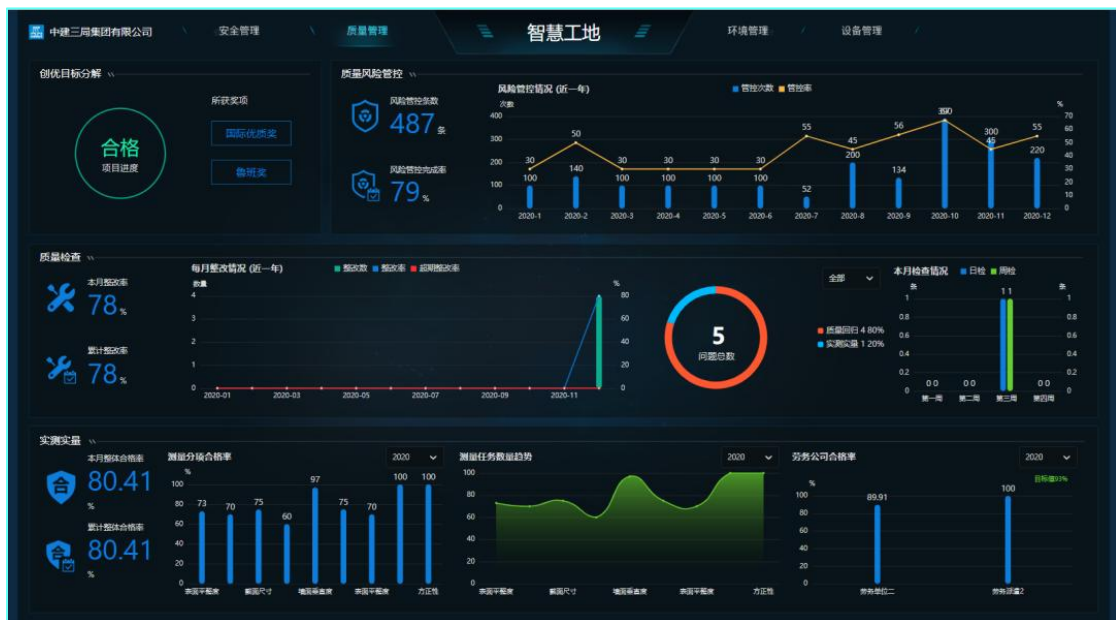 中建三局集团有限公司
安全管理
质量管理
智慧工地
环境管理
设备管理
创优目标分解
合格
项目进度
所获奖项
国际优质奖
鲁班奖
质量风险管控
风险管控条数
487 条
风险管控完成率
79 %
风险管控情况 (近一年)
管控次数 管控率
次数
%
400
300
200
100
0
70
60
50
40
30
20
10
0
30 50 30 30 30 30 55 45 56 45 55
100 140 100 100 100 100 52 200 134 390 300 220
2020-1 2020-2 2020-3 2020-4 2020-5 2020-6 2020-7 2020-8 2020-9 2020-10 2020-11 2020-12
质量检查
本月整改率
78 %
累计整改率
78 %
每月整改情况 (近一年)
整改数 整改率 超期整改率
数量
%
4
3
2
1
0
80
60
40
20
0
2020-01 2020-03 2020-05 2020-07 2020-09 2020-11
5
问题总数
质量回归 4 80%
实测实量 1 20%
全部
本月检查情况 日检 周检
条
条
1
0.8
0.6
0.4
0.2
0
1
0.8
0.6
0.4
0.2
0
0 0 0 0 1 1 0 0
第一周 第二周 第三周 第四周
实测实量
本月整体合格率
合
80.41
%
累计整体合格率
合
80.41
%
测量分项合格率
2020
%
100
80
60
40
20
0
73 70 75 60 97 75 70 100 100
表面平整度 截面尺寸 墙面垂直度 表面平整度 方正性
测量任务数量趋势
2020
100
80
60
40
20
0
表面平整度 截面尺寸 墙面垂直度 表面平整度 方正性
劳务公司合格率
2020
目标值93%
%
100
80
60
40
20
0
89.91 100
劳务单位二 劳务派遣2